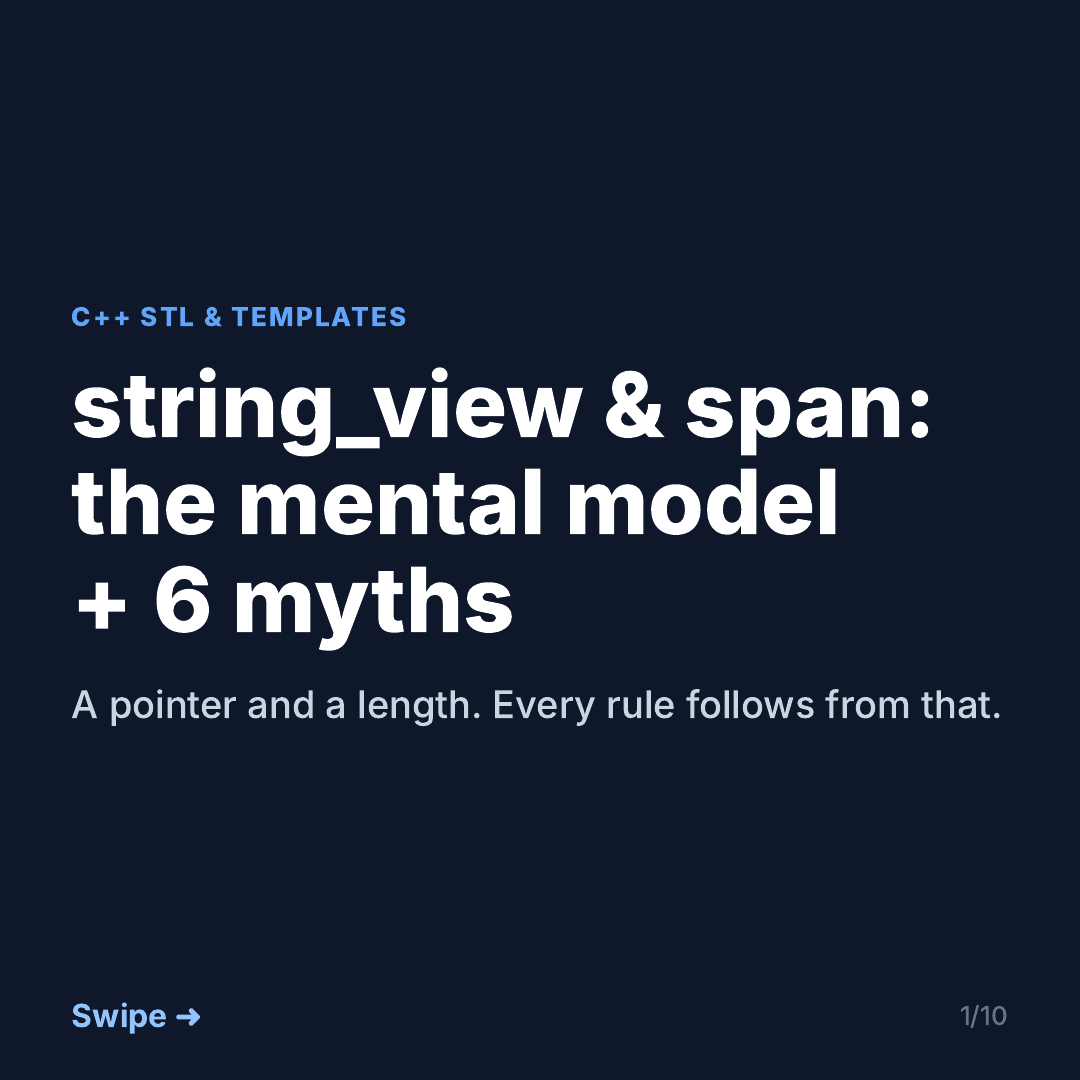 C++ STL & TEMPLATES
string_view & span:
the mental model
+ 6 myths
A pointer and a length. Every rule follows from that.
Swipe ➜
1/10